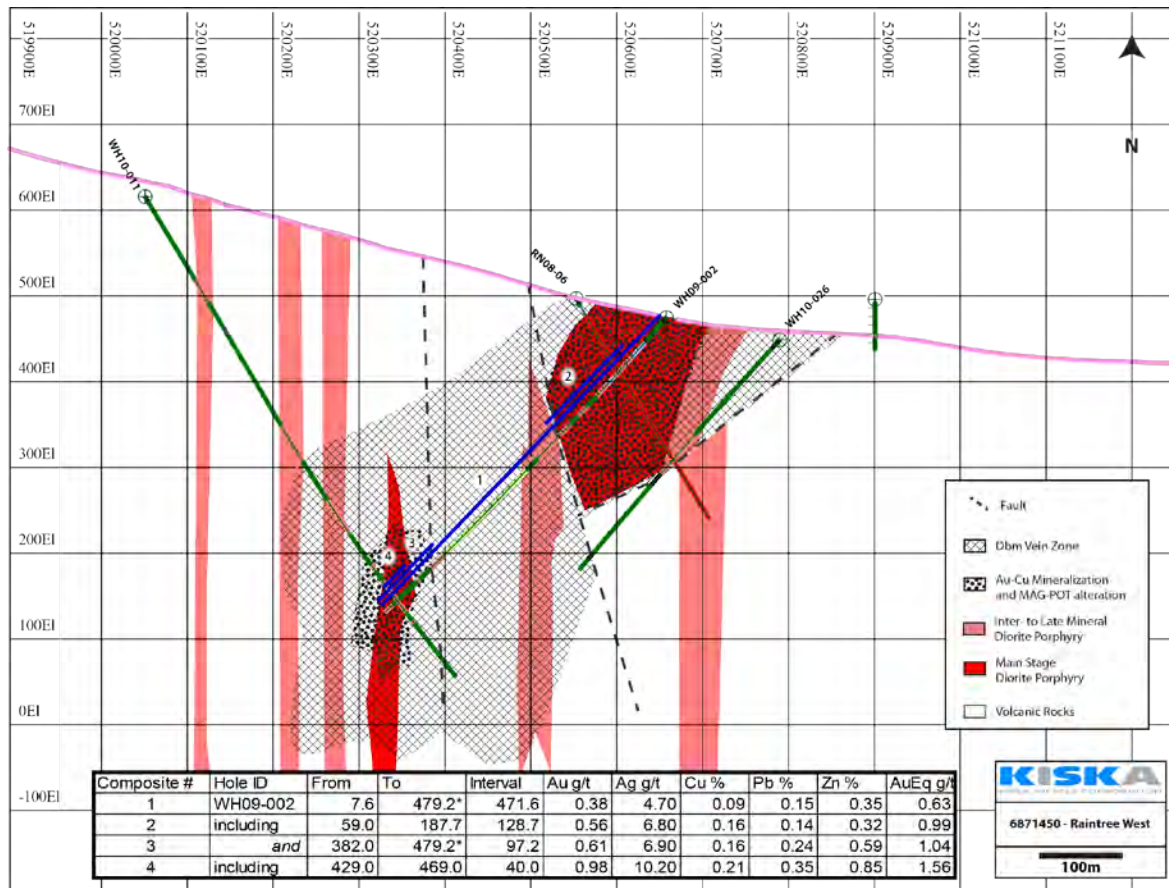 519900E
520000E
520100E
520200E
520300E
520400E
520500E
520600E
520700E
520800E
520900E
521000E
521100E
700El
600El
500El
400El
300El
200El
100El
0El
-100El
N
WH10-011
RN08-06
WH09-002
WH10-026
2
1
3
4
Fault
Dbm Vein Zone
Au-Cu Mineralization
and MAG-POT alteration
Inter- to Late Mineral
Diorite Porphyry
Main Stage
Diorite Porphyry
Volcanic Rocks
Composite # Hole ID From To Interval Au g/t Ag g/t Cu % Pb % Zn % AuEq g/t
1 WH09-002 7.6 479.2* 471.6 0.38 4.70 0.09 0.15 0.35 0.63
2 including 59.0 187.7 128.7 0.56 6.80 0.16 0.14 0.32 0.99
3 and 382.0 479.2* 97.2 0.61 6.90 0.16 0.24 0.59 1.04
4 including 429.0 469.0 40.0 0.98 10.20 0.21 0.35 0.85 1.56
KISKA
6871450 - Raintree West
100m